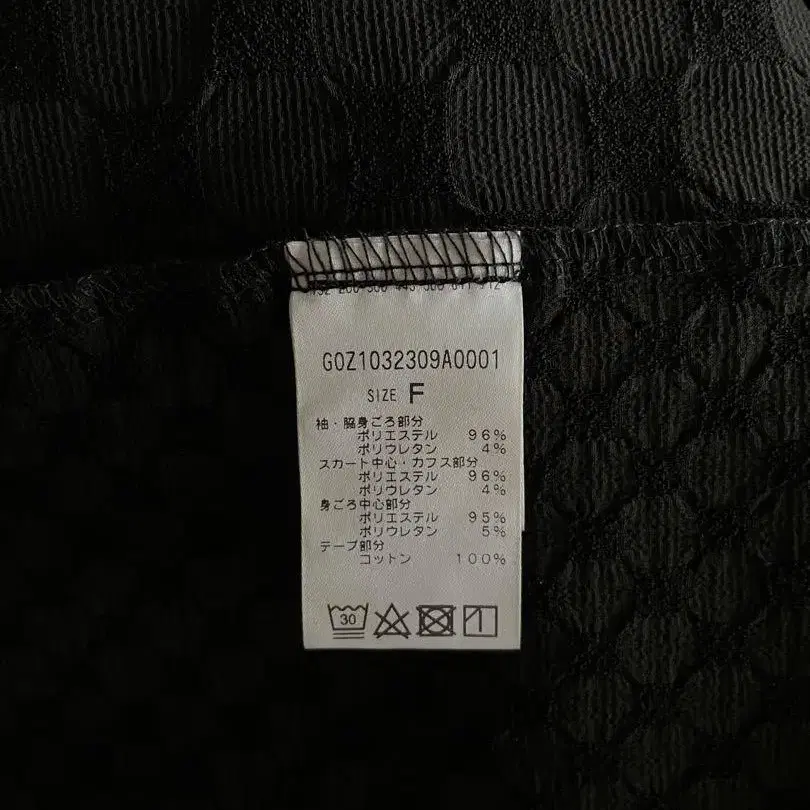 G0Z1032309A0001
SIZE F
袖・脇身ごろ部分
ポリエステル 96%
ポリウレタン 4%
スカート中心・カフス部分
ポリエステル 96%
ポリウレタン 4%
身ごろ中心部分
ポリエステル 95%
ポリウレタン 5%
テープ部分
コットン 100%
30